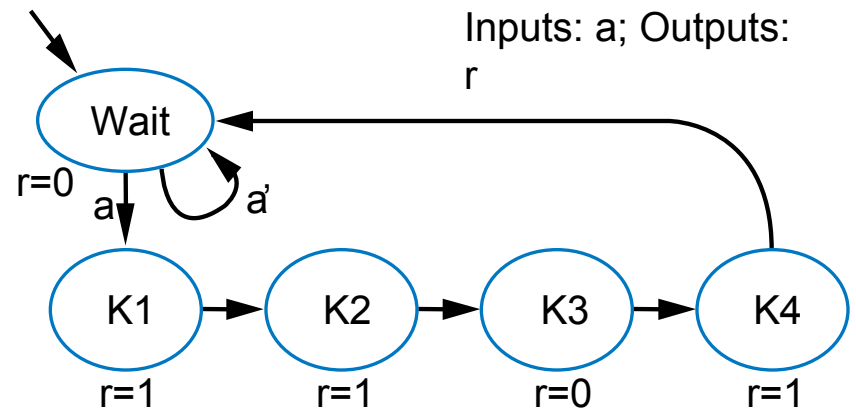 Inputs: a; Outputs:
r
Wait
r=0
a
a’
K1
K2
K3
K4
r=1
r=1
r=0
r=1